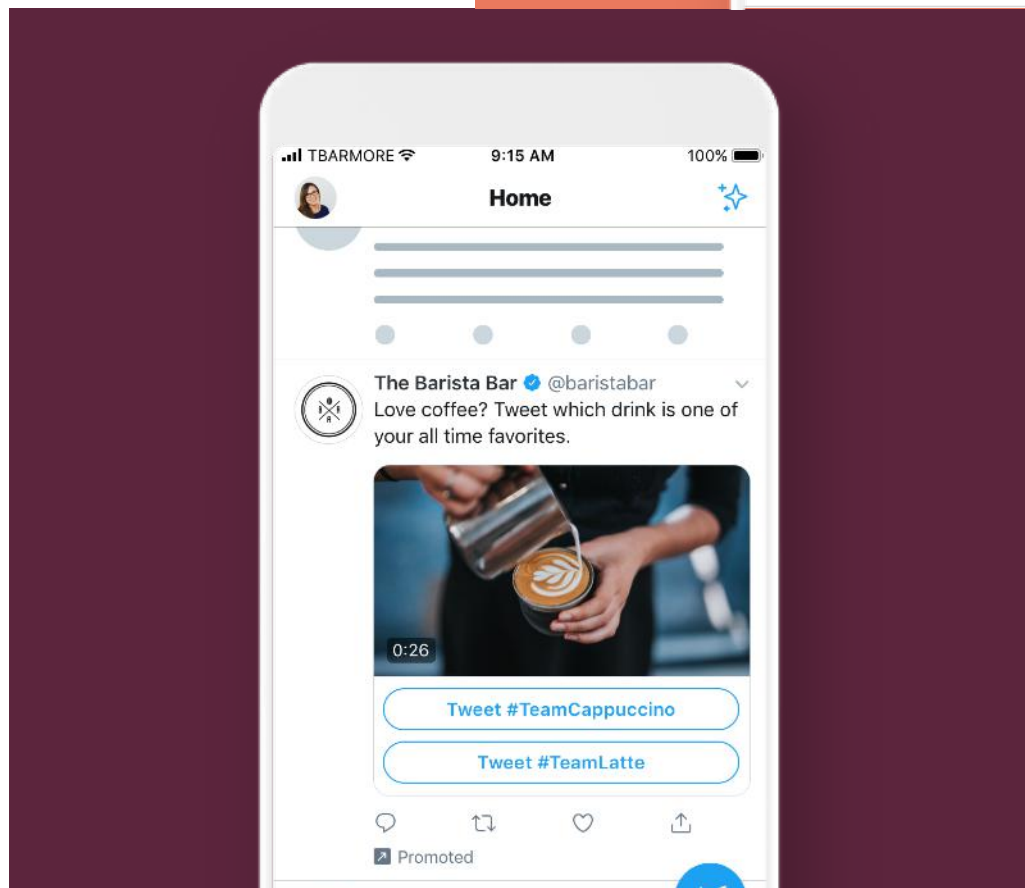 TBARMORE 9:15 AM 100%
Home
The Barista Bar @baristabar
Love coffee? Tweet which drink is one of
your all time favorites.
0:26
Tweet #TeamCappuccino
Tweet #TeamLatte
Promoted